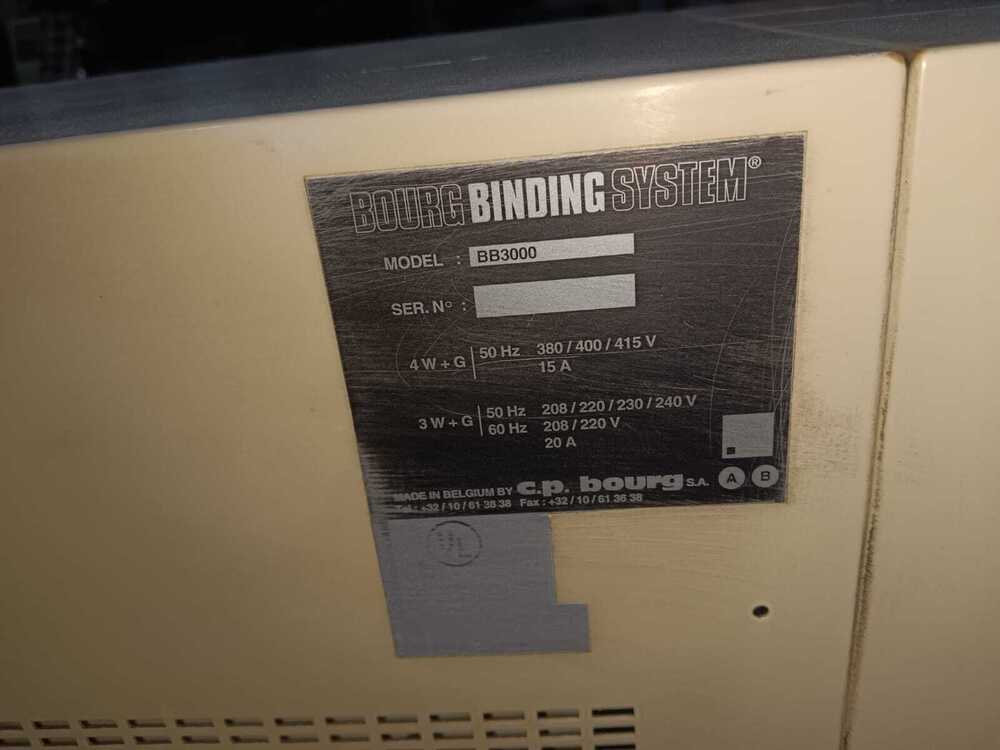 BOURG BINDING SYSTEM®
MODEL : BB3000
SER. N° :
4 W + G 50 Hz 380 / 400 / 415 V
15 A
3 W + G 50 Hz 208 / 220 / 230 / 240 V
60 Hz 208 / 220 V
20 A
MADE IN BELGIUM BY c.p. bourg S.A. A B
Tel : +32 / 10 / 61 38 38 Fax : +32 / 10 / 61 36 38
UL